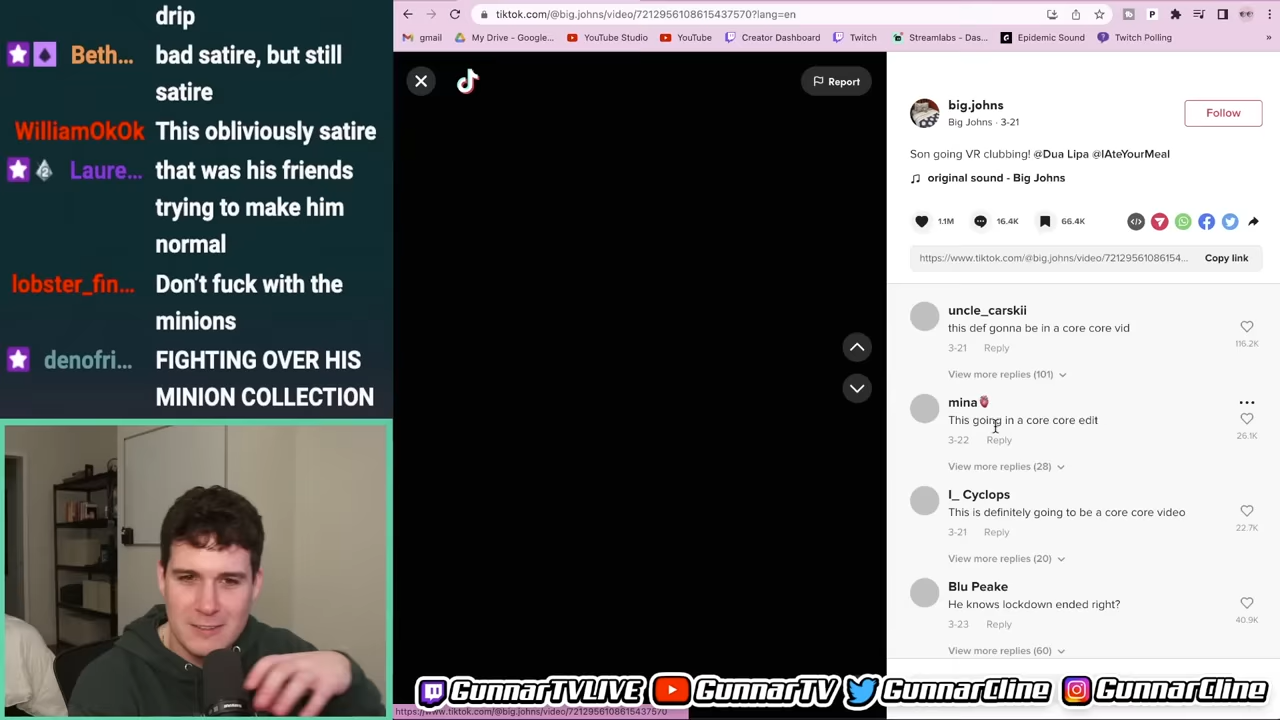 drip
Beth... bad satire, but still
satire
WilliamOkOk This obliviously satire
Laure... that was his friends
trying to make him
normal
lobster_fin... Don't fuck with the
minions
denofri... FIGHTING OVER HIS
MINION COLLECTION
tiktok.com/@big.johns/video/7212956108615437570?lang=en
gmail My Drive - Google... YouTube Studio YouTube Creator Dashboard Twitch Streamlabs - Das... Epidemic Sound Twitch Polling »
Report
big.johns
Big Johns · 3-21
Follow
Son going VR clubbing! @Dua Lipa @IAteYourMeal
original sound - Big Johns
1.1M 16.4K 66.4K
https://www.tiktok.com/@big.johns/video/72129561086154... Copy link
uncle_carskii
this def gonna be in a core core vid
3-21 Reply
116.2K
View more replies (101)
mina
This going in a core core edit
3-22 Reply
26.1K
View more replies (28)
I_ Cyclops
This is definitely going to be a core core video
3-21 Reply
22.7K
View more replies (20)
Blu Peake
He knows lockdown ended right?
3-23 Reply
40.9K
View more replies (60)
GunnarTVLIVE GunnarTV GunnarCline GunnarCline
https://www.tiktok.com/@big.johns/video/7212956108615437570